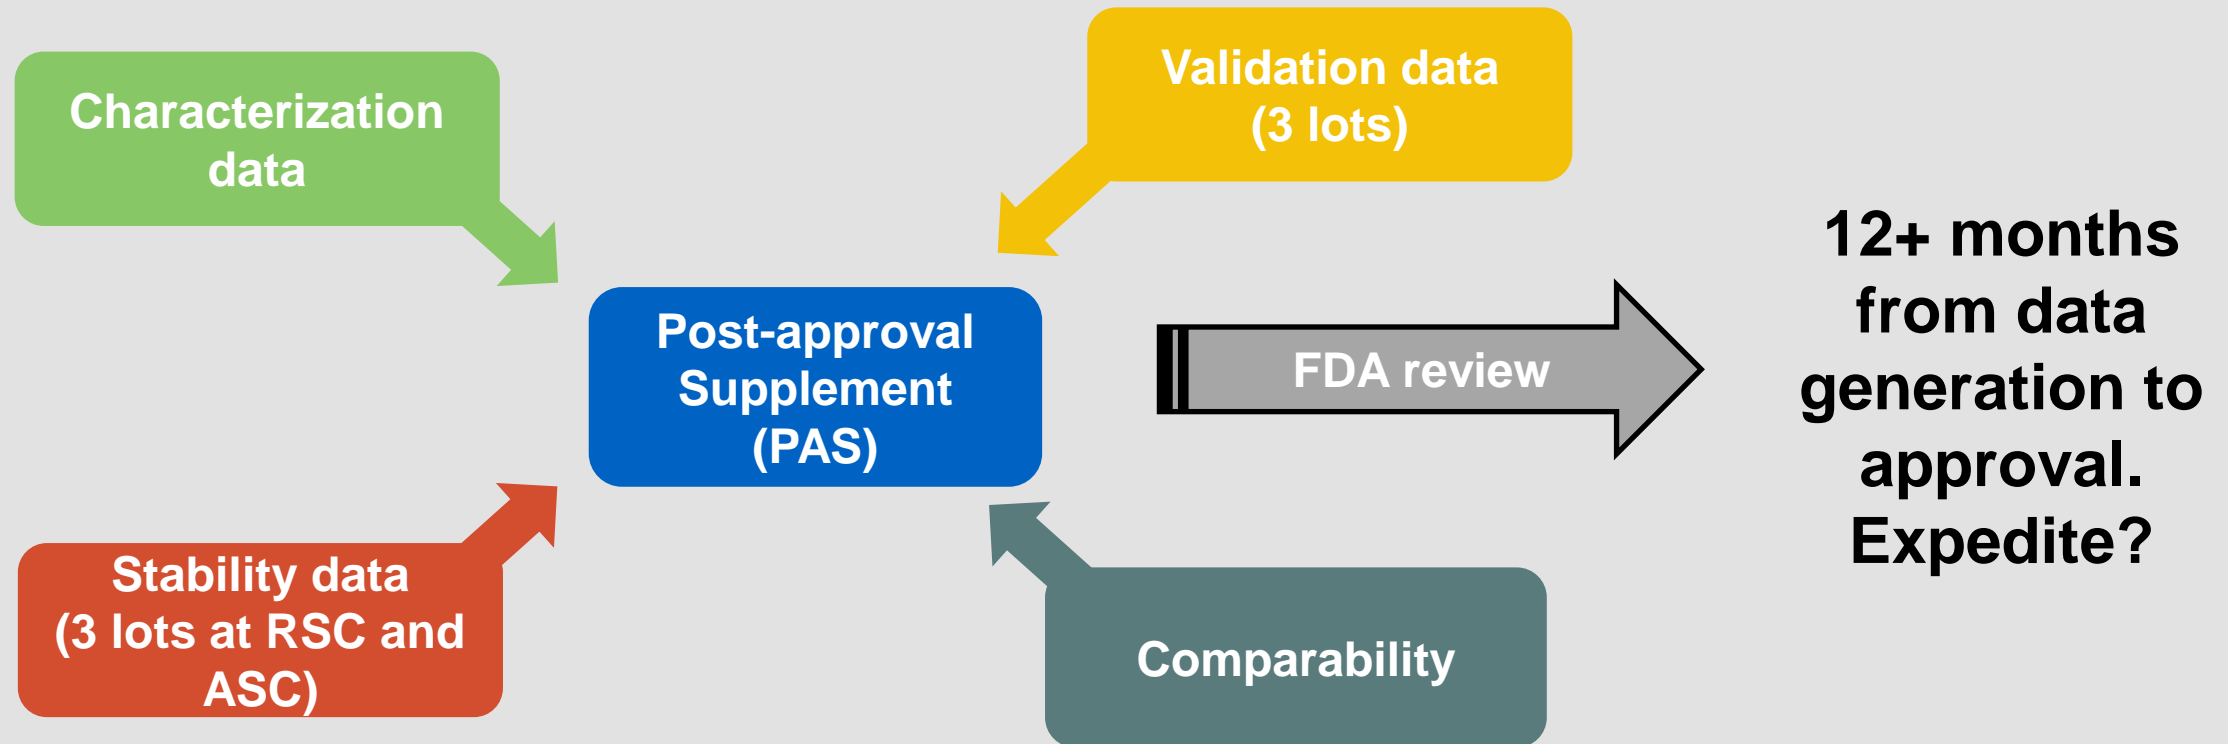 Characterization
data
Validation data
(3 lots)
Post-approval
Supplement
(PAS)
FDA review
12+ months
from data
generation to
approval.
Expedite?
Stability data
(3 lots at RSC and
ASC)
Comparability